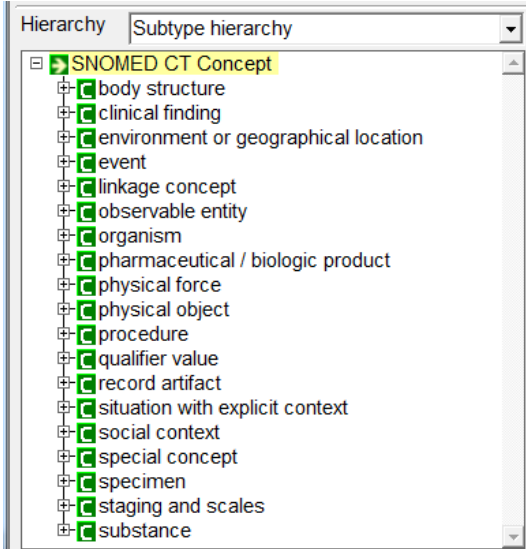 Hierarchy Subtype hierarchy
SNOMED CT Concept
body structure
clinical finding
environment or geographical location
event
linkage concept
observable entity
organism
pharmaceutical / biologic product
physical force
physical object
procedure
qualifier value
record artifact
situation with explicit context
social context
special concept
specimen
staging and scales
substance